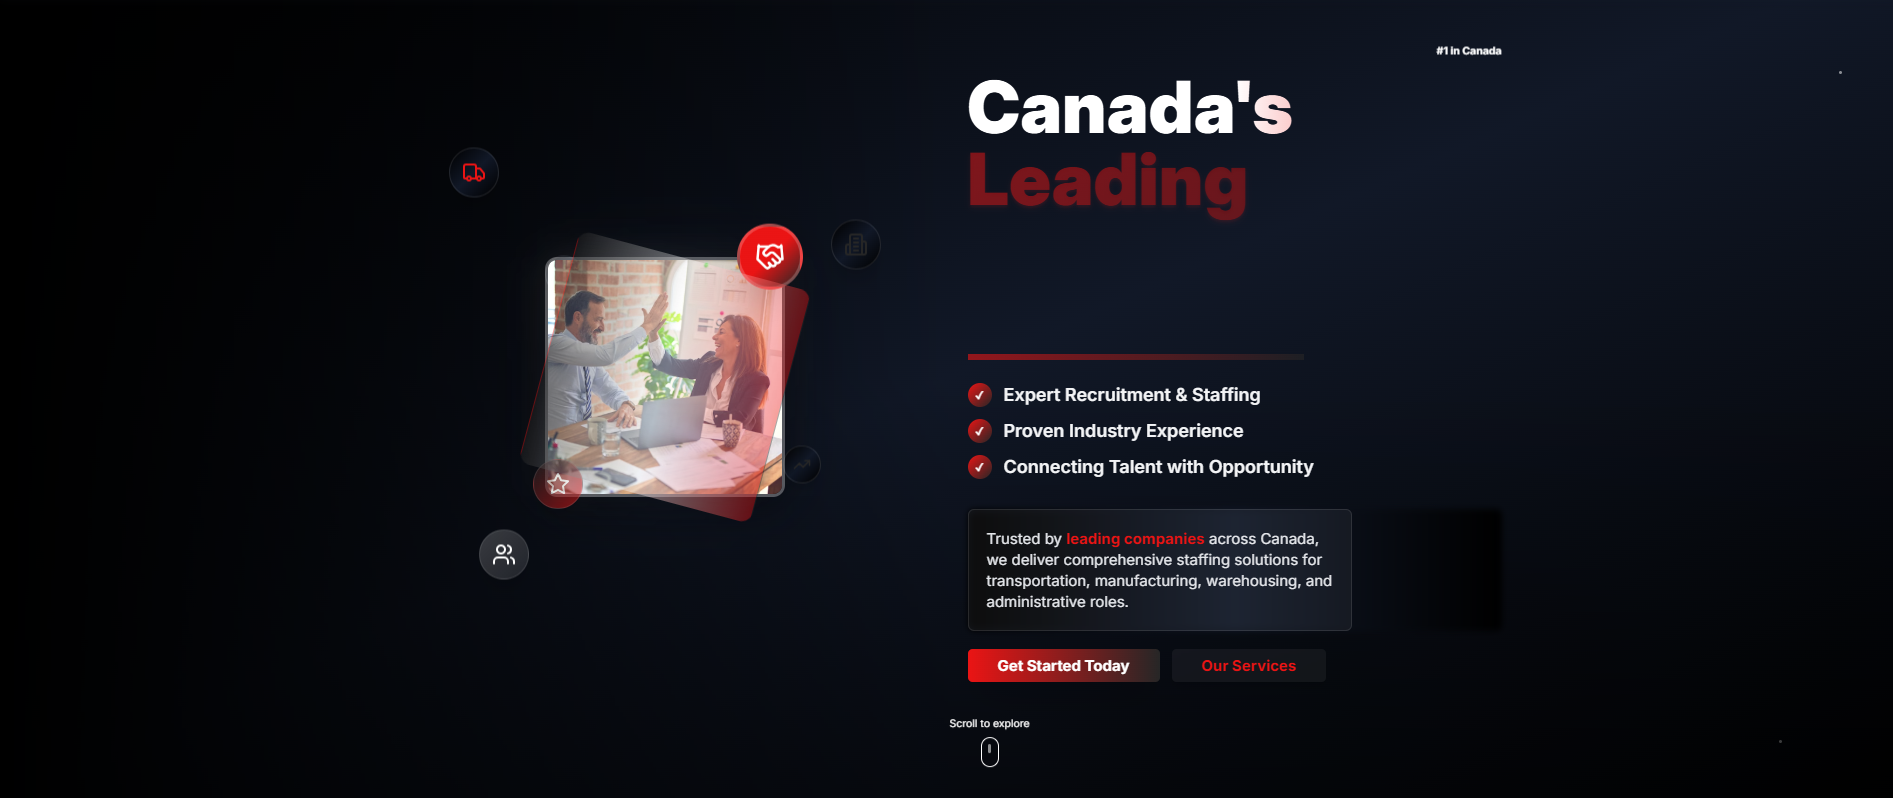 #1 in Canada
Canada's
Leading
Expert Recruitment & Staffing
Proven Industry Experience
Connecting Talent with Opportunity
Trusted by leading companies across Canada,
we deliver comprehensive staffing solutions for
transportation, manufacturing, warehousing, and
administrative roles.
Get Started Today
Our Services
Scroll to explore